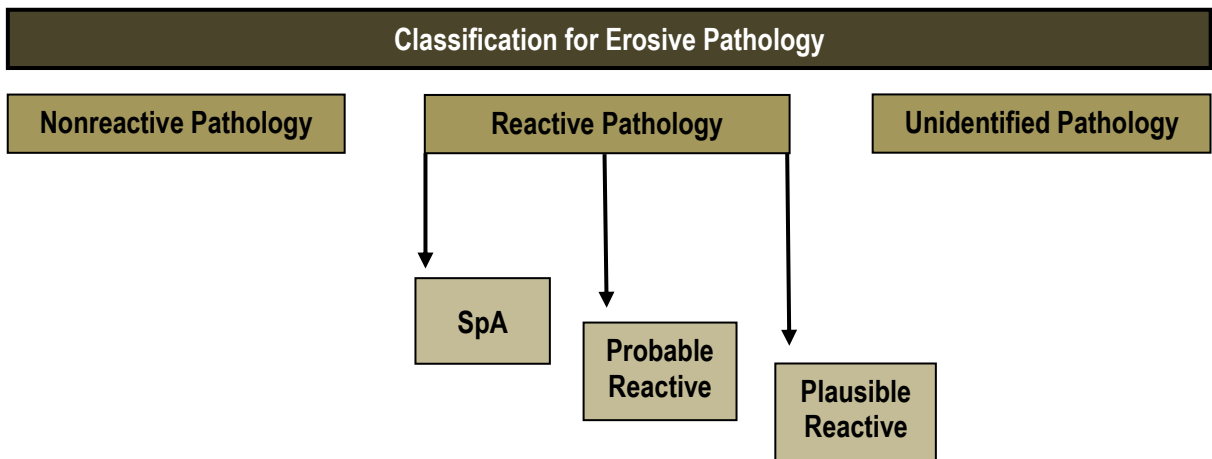 Classification for Erosive Pathology
Nonreactive Pathology
Reactive Pathology
Unidentified Pathology
SpA
Probable
Reactive
Plausible
Reactive